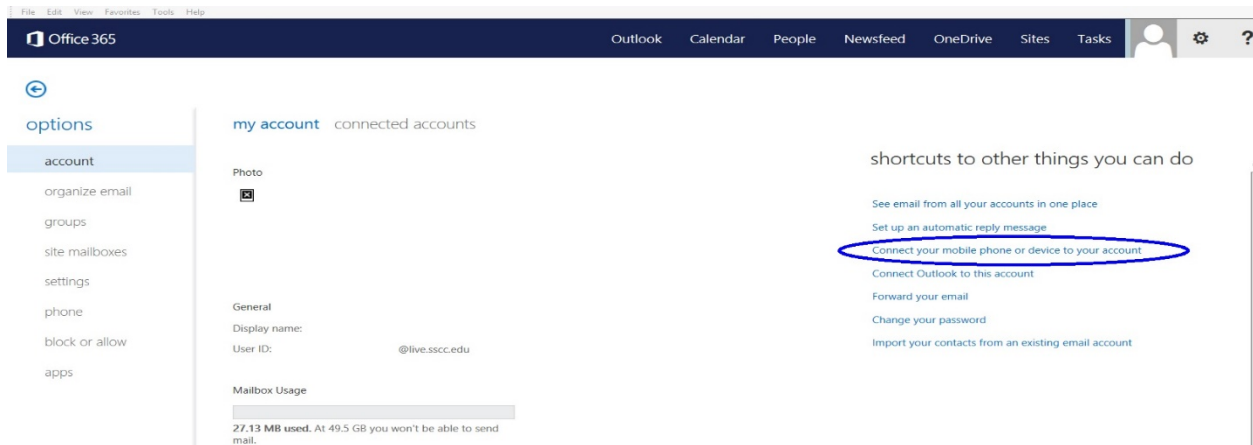 File Edit View Favorites Tools Help
Office 365
Outlook Calendar People Newsfeed OneDrive Sites Tasks ?
options
account
organize email
groups
site mailboxes
settings
phone
block or allow
apps
my account connected accounts
Photo
General
Display name:
User ID: @live.sscc.edu
Mailbox Usage
27.13 MB used. At 49.5 GB you won't be able to send
mail.
shortcuts to other things you can do
See email from all your accounts in one place
Set up an automatic reply message
Connect your mobile phone or device to your account
Connect Outlook to this account
Forward your email
Change your password
Import your contacts from an existing email account